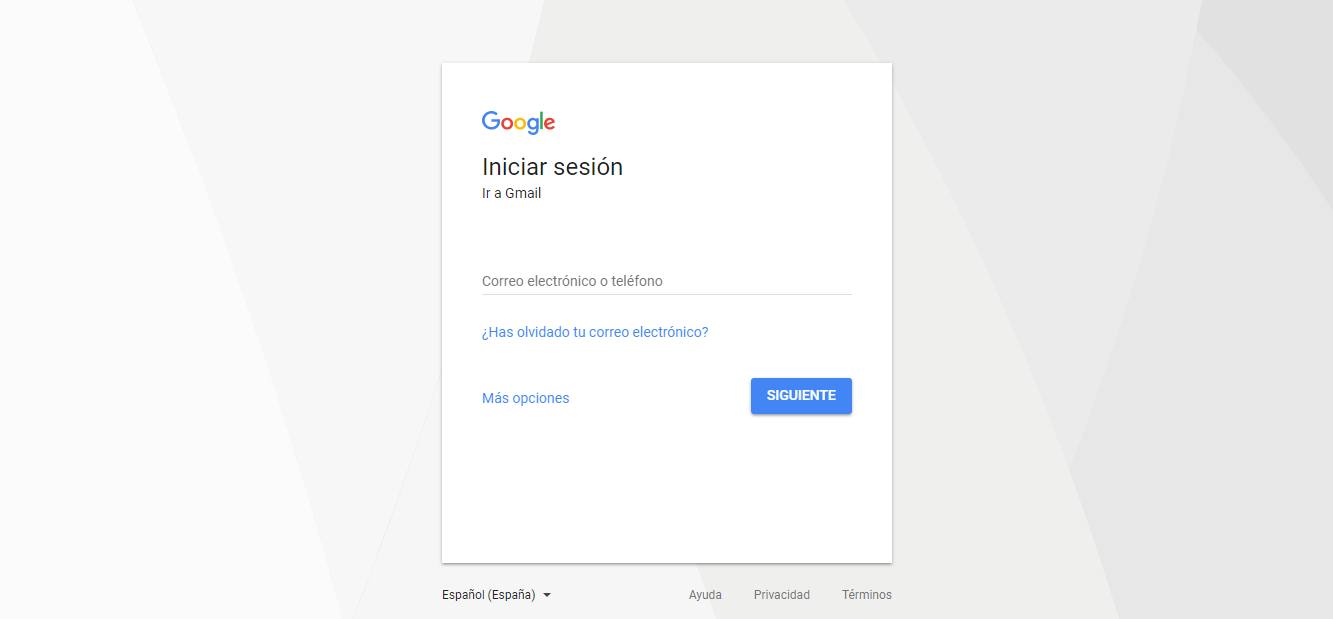 Google
Iniciar sesión
Ir a Gmail
Correo electrónico o teléfono
¿Has olvidado tu correo electrónico?
Más opciones
SIGUIENTE
Español (España)
Ayuda
Privacidad
Términos